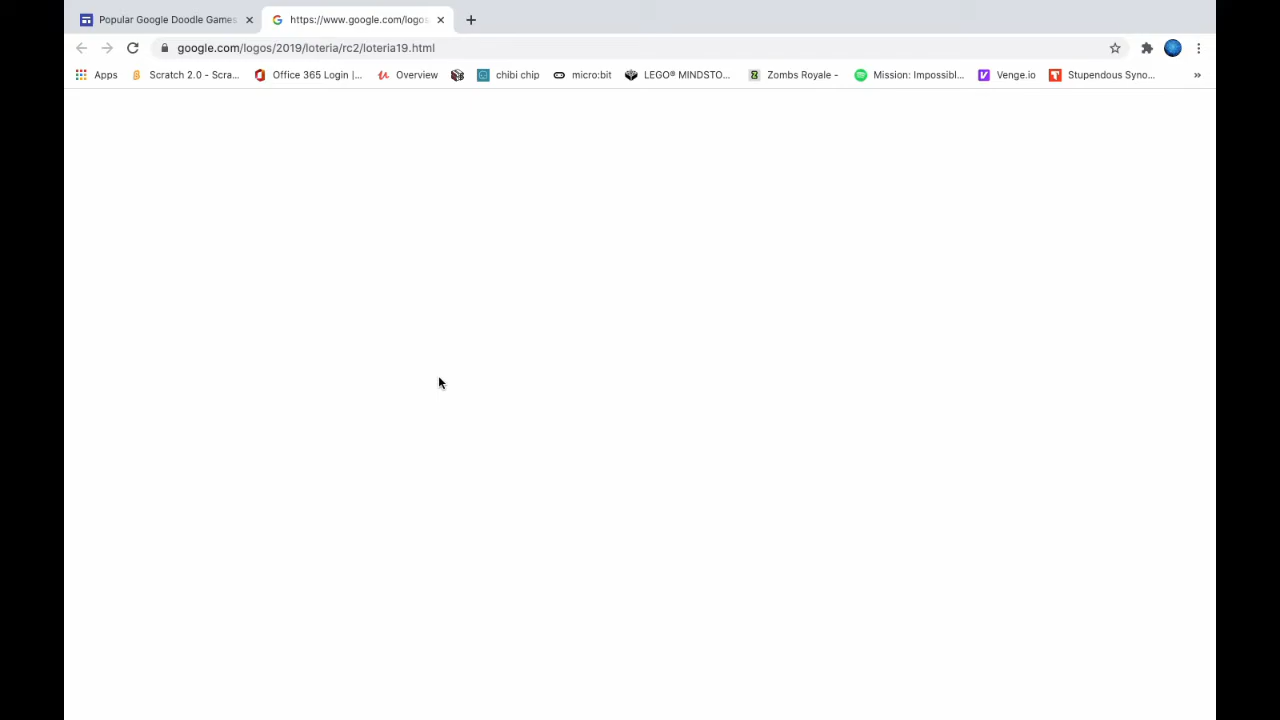 Popular Google Doodle Games
https://www.google.com/logos
google.com/logos/2019/loteria/rc2/loteria19.html
Apps Scratch 2.0 - Scra... Office 365 Login |... Overview chibi chip micro:bit LEGO® MINDSTO... Zombs Royale - Mission: Impossibl... Venge.io Stupendous Syno... »